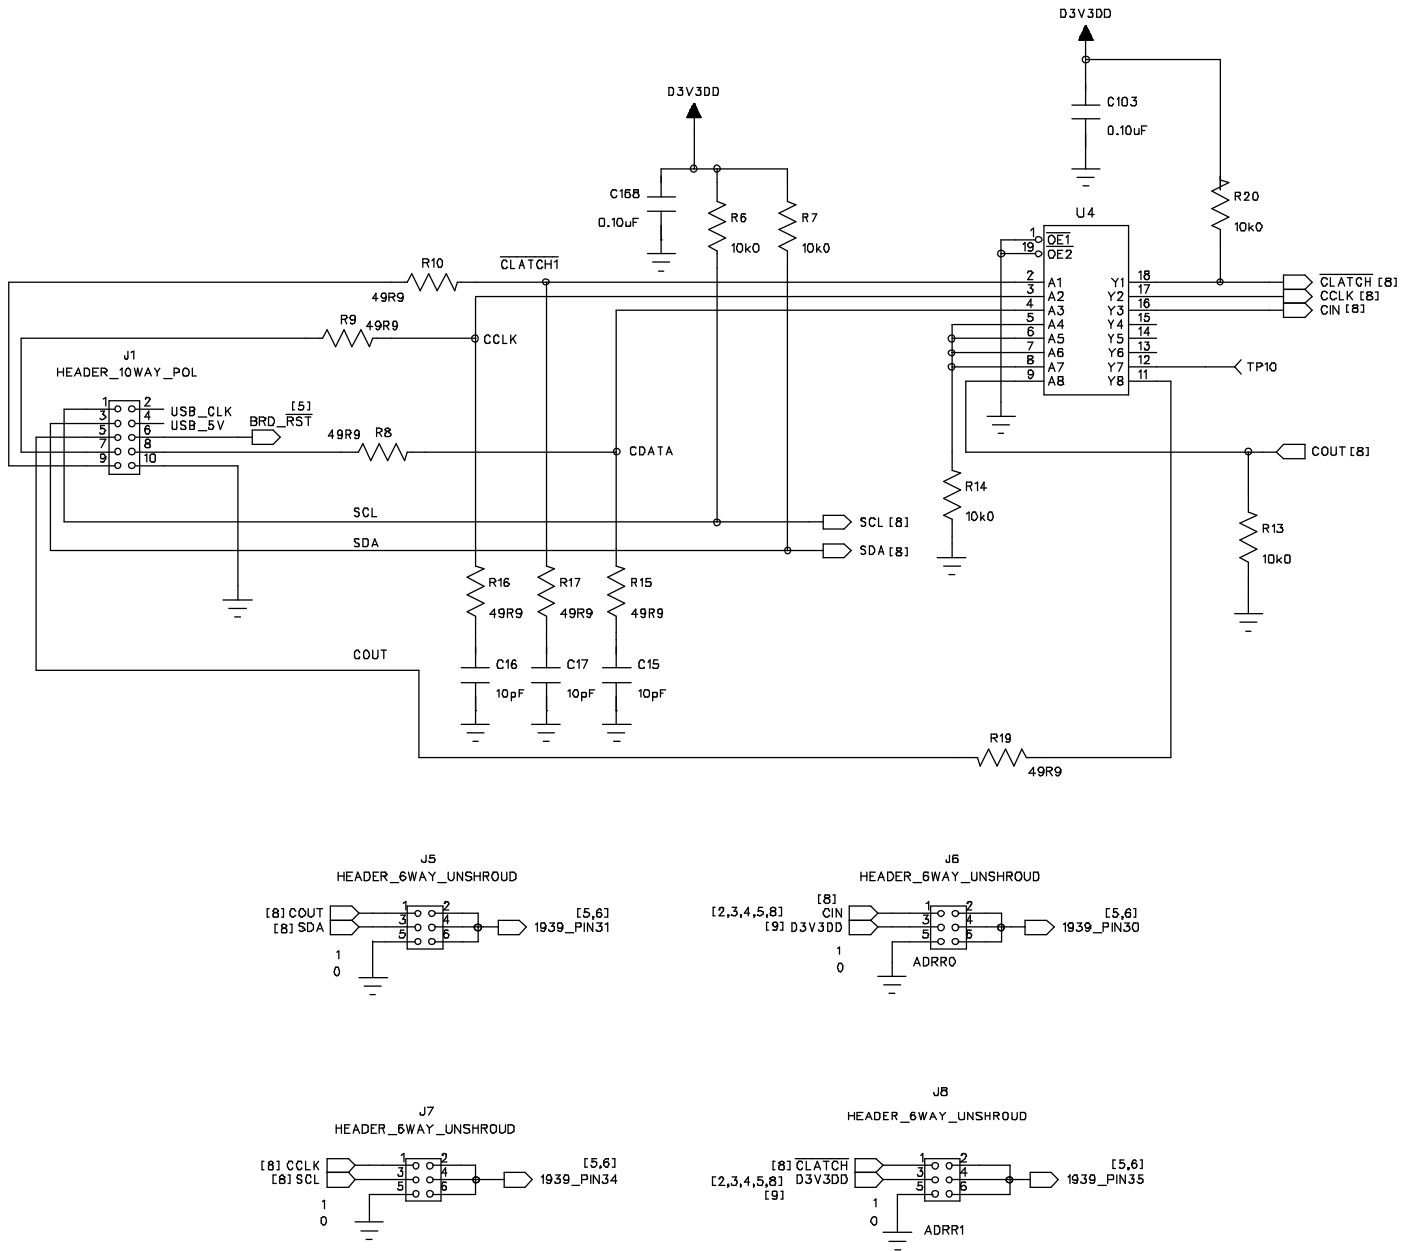 D3V3DD
C103
0.10uF
D3V3DD
C168
0.10uF
R6
10k0
R7
10k0
R20
10k0
U4
1 OE1
19 OE2
2 A1 Y1 18
3 A2 Y2 17
4 A3 Y3 16
5 A4 Y4 15
6 A5 Y5 14
7 A6 Y6 13
8 A7 Y7 12
9 A8 Y8 11
CLATCH [8]
CCLK [8]
CIN [8]
TP10
COUT [8]
R10
49R9
CLATCH1
R9
49R9
CCLK
J1
HEADER_10WAY_POL
1 2 USB_CLK
3 4 USB_5V
5 6
7 8
9 10
[5]
BRD_RST
49R9 R8
CDATA
SCL
SCL [8]
SDA
SDA [8]
R14
10k0
R13
10k0
R16
49R9
R17
49R9
R15
49R9
COUT
C16
10pF
C17
10pF
C15
10pF
R19
49R9
J5
HEADER_6WAY_UNSHROUD
[8] COUT 1 2 [5,6]
[8] SDA 3 4 1939_PIN31
5 6
1
0
J6
HEADER_6WAY_UNSHROUD
[8]
[2,3,4,5,8] CIN 1 2 [5,6]
[9] D3V3DD 3 4 1939_PIN30
5 6
1
0
ADRR0
J7
HEADER_6WAY_UNSHROUD
[8] CCLK 1 2 [5,6]
[8] SCL 3 4 1939_PIN34
5 6
1
0
J8
HEADER_6WAY_UNSHROUD
[8] CLATCH 1 2 [5,6]
[2,3,4,5,8] D3V3DD 3 4 1939_PIN35
[9] 5 6
1
0
ADRR1